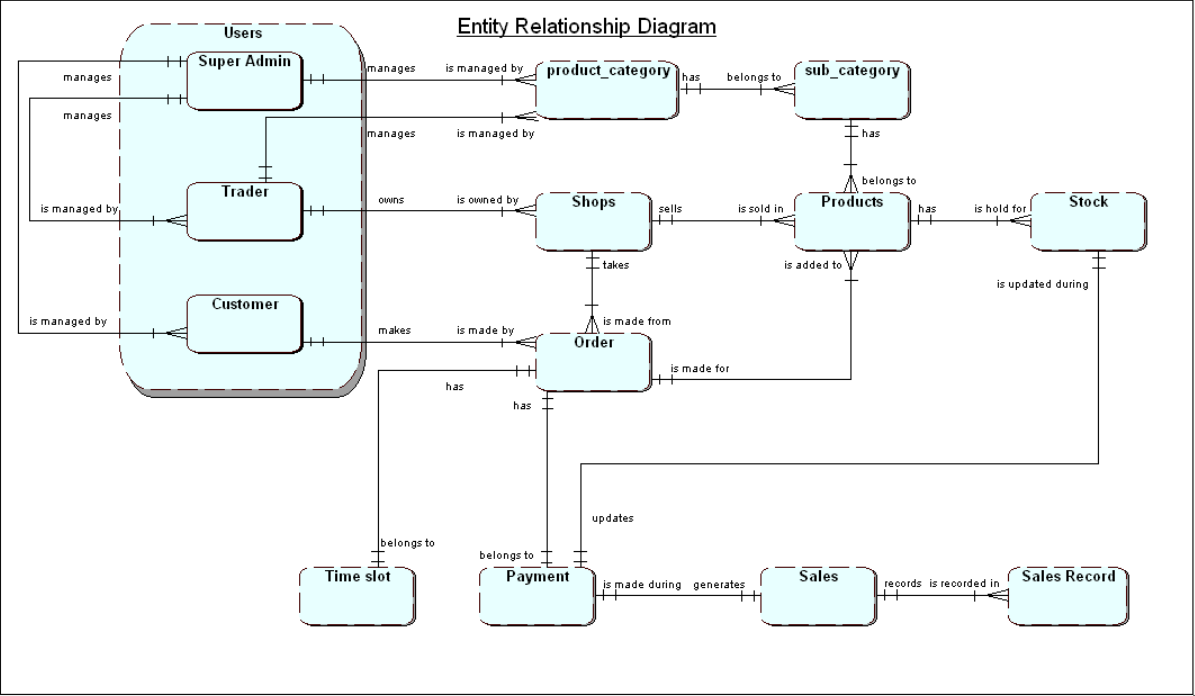 Entity Relationship Diagram
Users
Super Admin
manages
manages
manages
is managed by
product_category
has
belongs to
sub_category
manages
is managed by
has
belongs to
Trader
is managed by
owns
is owned by
Shops
sells
is sold in
Products
has
is hold for
Stock
takes
is added to
is updated during
Customer
is managed by
makes
is made by
is made from
Order
is made for
has
has
updates
belongs to
belongs to
Time slot
Payment
is made during
generates
Sales
records
is recorded in
Sales Record